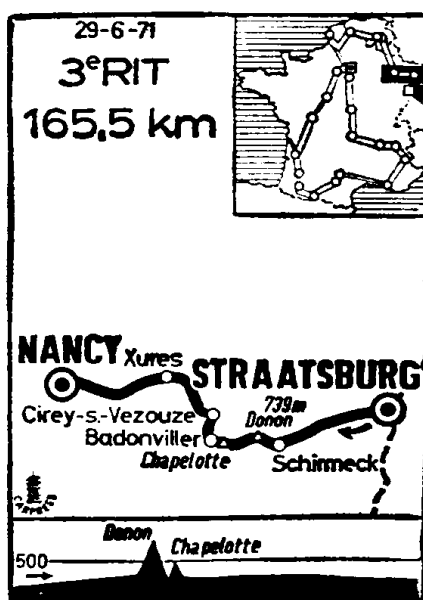 29-6-71
3eRIT
165,5 km
NANCY
Xures
STRAATSBURG
Cirey-s.-Vezouze
739m
Donon
Badonviller
Chapelotte
Schirmeck
CARPRESS
Donon
Chapelotte
500